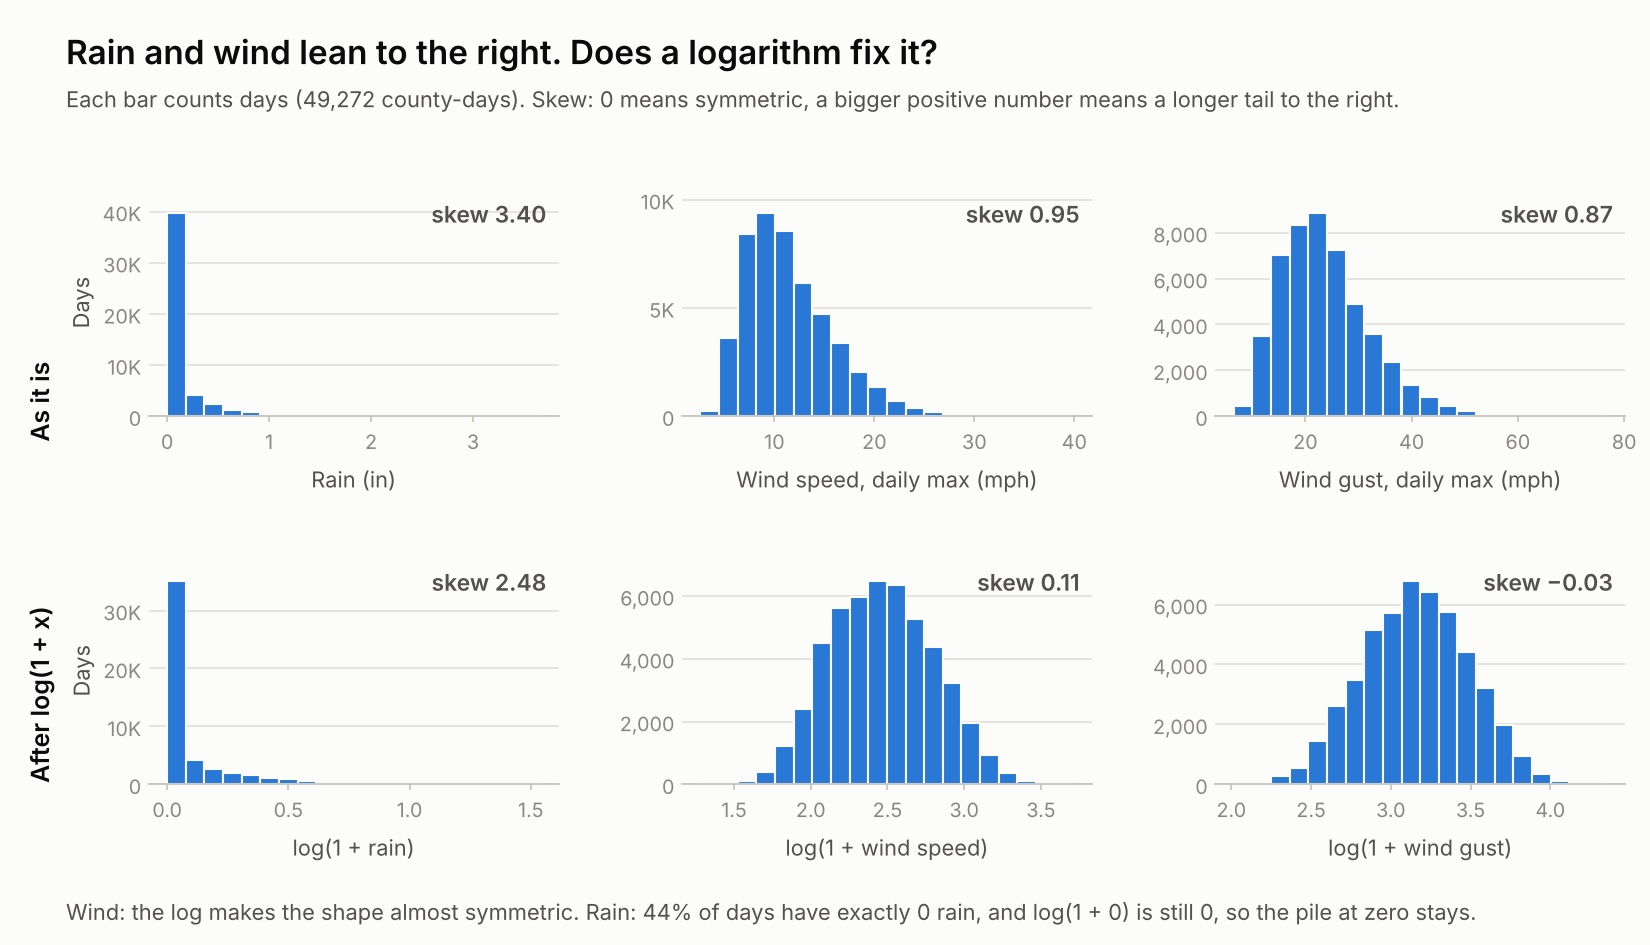 Rain and wind lean to the right. Does a logarithm fix it?
Each bar counts days (49,272 county-days). Skew: 0 means symmetric, a bigger positive number means a longer tail to the right.
As it is
Days
40K
30K
20K
10K
0
skew 3.40
0 1 2 3
Rain (in)
10K
5K
0
skew 0.95
10 20 30 40
Wind speed, daily max (mph)
8,000
6,000
4,000
2,000
0
skew 0.87
20 40 60 80
Wind gust, daily max (mph)
After log(1 + x)
Days
30K
20K
10K
0
skew 2.48
0.0 0.5 1.0 1.5
log(1 + rain)
6,000
4,000
2,000
0
skew 0.11
1.5 2.0 2.5 3.0 3.5
log(1 + wind speed)
6,000
4,000
2,000
0
skew −0.03
2.0 2.5 3.0 3.5 4.0
log(1 + wind gust)
Wind: the log makes the shape almost symmetric. Rain: 44% of days have exactly 0 rain, and log(1 + 0) is still 0, so the pile at zero stays.